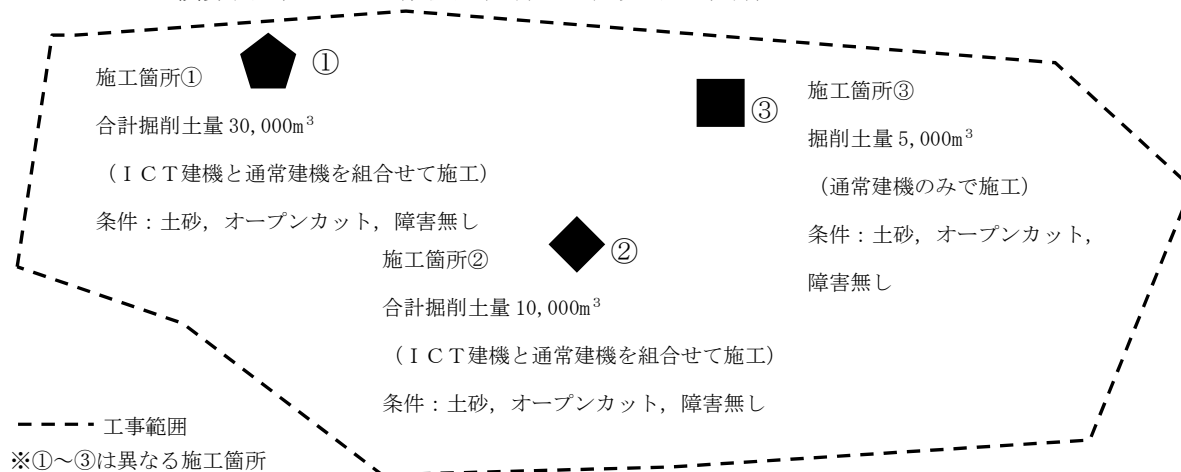 施工箇所①
①
合計掘削土量 30,000m³
（ＩＣＴ建機と通常建機を組合せて施工）
条件：土砂，オープンカット，障害無し
③
施工箇所③
掘削土量 5,000m³
（通常建機のみで施工）
条件：土砂，オープンカット，
障害無し
施工箇所②
②
合計掘削土量 10,000m³
（ＩＣＴ建機と通常建機を組合せて施工）
条件：土砂，オープンカット，障害無し
工事範囲
※①～③は異なる施工箇所